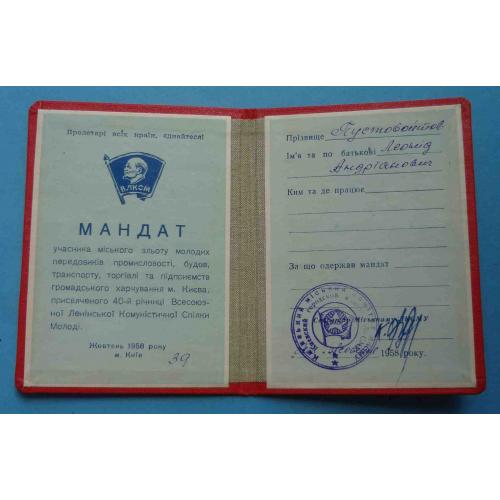 Пролетарі всіх країн, єднайтеся!
ВЛКСМ
МАНДАТ
учасника міського зльоту молодих
передовиків промисловості, будов,
транспорту, торгівлі та підприємств
громадського харчування м. Києва,
присвяченого 40-й річниці Всесоюз-
ної Ленінської Комуністичної Спілки
Молоді.
Жовтень 1958 року
м. Київ
39
Прізвище Пустовойтов
Ім'я та по батькові Леонід
Андріанович
Ким та де працює
За що одержав мандат
1958 року.